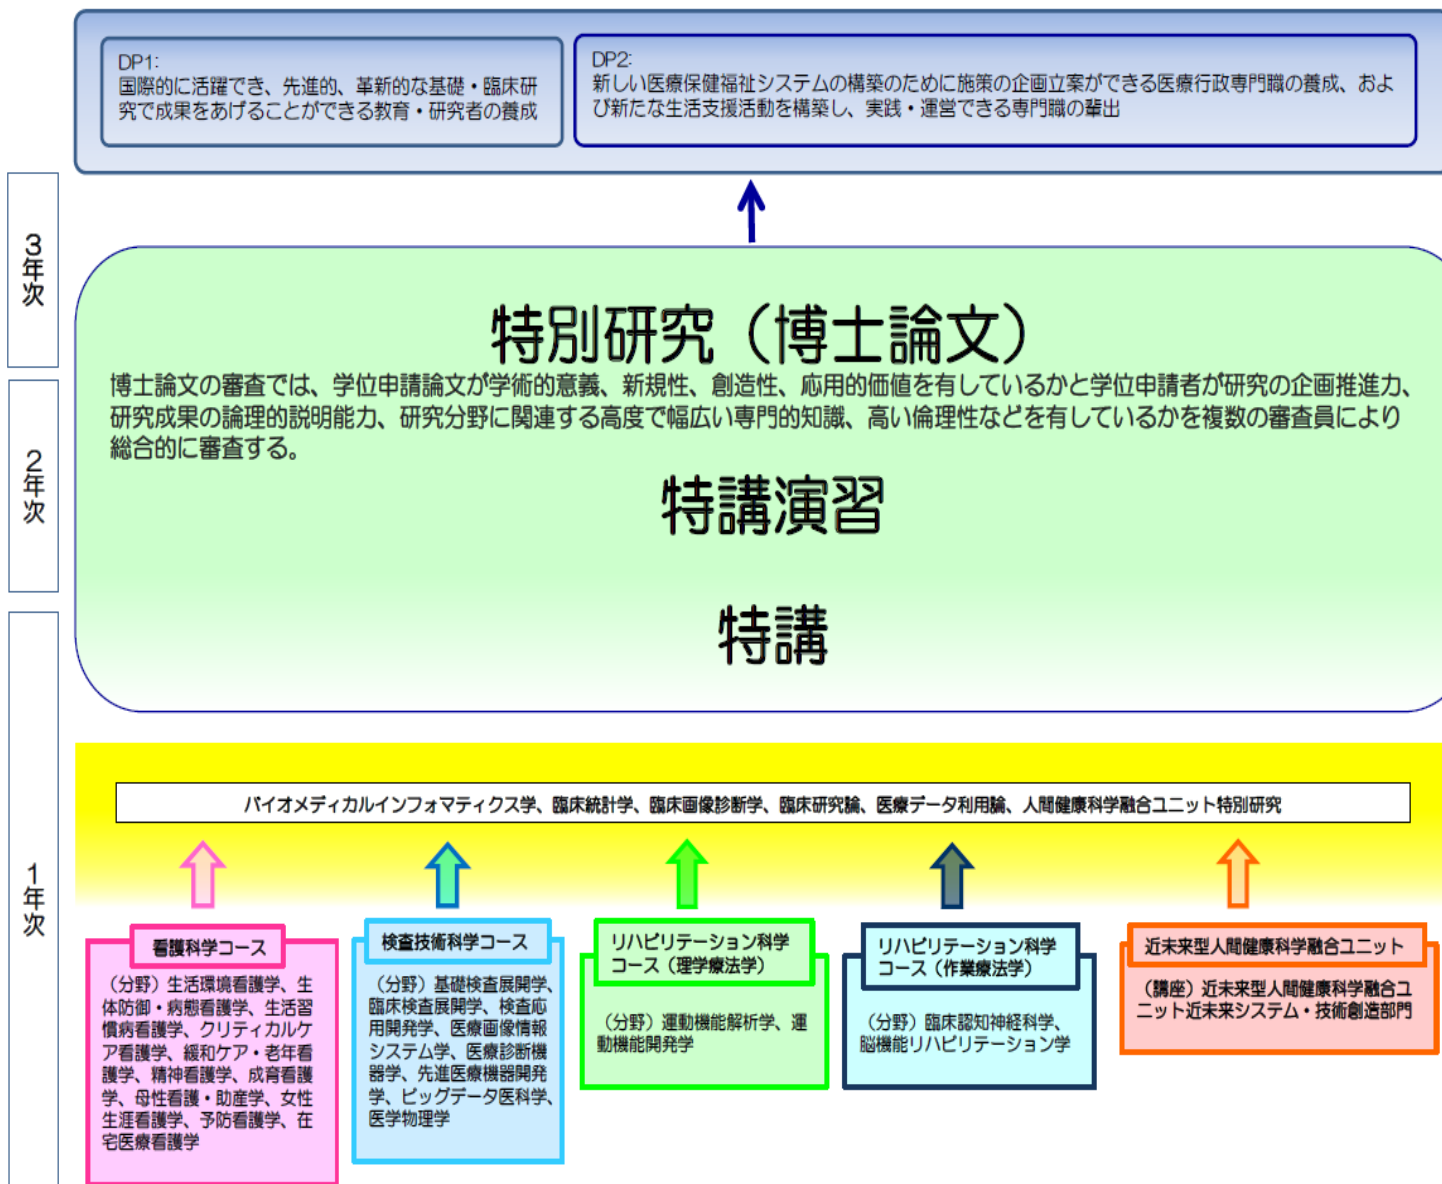 DP1:
国際的に活躍でき、先進的、革新的な基礎・臨床研
究で成果をあげることができる教育・研究者の養成
DP2:
新しい医療保健福祉システムの構築のために施策の企画立案ができる医療行政専門職の養成、およ
び新たな生活支援活動を構築し、実践・運営できる専門職の輩出
3年次
特別研究（博士論文）
博士論文の審査では、学位申請論文が学術的意義、新規性、創造性、応用的価値を有しているかと学位申請者が研究の企画推進力、
研究成果の論理的説明能力、研究分野に関連する高度で幅広い専門的知識、高い倫理性などを有しているかを複数の審査員により
総合的に審査する。
2年次
特講演習
特講
1年次
バイオメディカルインフォマティクス学、臨床統計学、臨床画像診断学、臨床研究論、医療データ利用論、人間健康科学融合ユニット特別研究
看護科学コース
（分野）生活環境看護学、生
体防御・病態看護学、生活習
慣病看護学、クリティカルケ
ア看護学、緩和ケア・老年看
護学、精神看護学、成育看護
学、母性看護・助産学、女性
生涯看護学、予防看護学、在
宅医療看護学
検査技術科学コース
（分野）基礎検査展開学、
臨床検査展開学、検査応
用開発学、医療画像情報
システム学、医療診断機
器学、先進医療機器開発
学、ビッグデータ医科学、
医学物理学
リハビリテーション科学
コース（理学療法学）
（分野）運動機能解析学、運
動機能開発学
リハビリテーション科学
コース（作業療法学）
（分野）臨床認知神経科学、
脳機能リハビリテーション学
近未来型人間健康科学融合ユニット
（講座）近未来型人間健康科学融合ユ
ニット近未来システム・技術創造部門